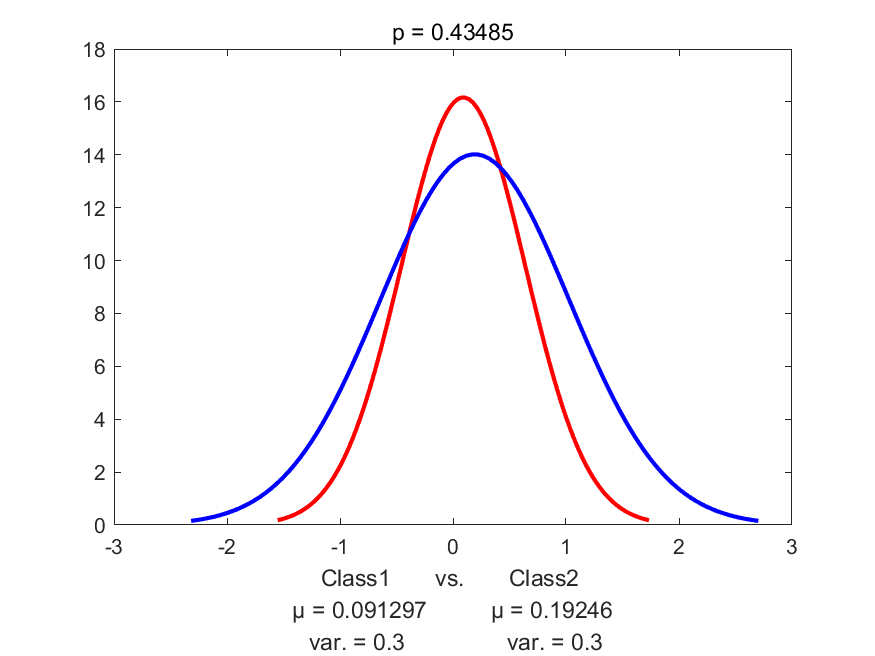 p = 0.43485
18
16
14
12
10
8
6
4
2
0
-3 -2 -1 0 1 2 3
Class1 vs. Class2
μ = 0.091297 μ = 0.19246
var. = 0.3 var. = 0.3